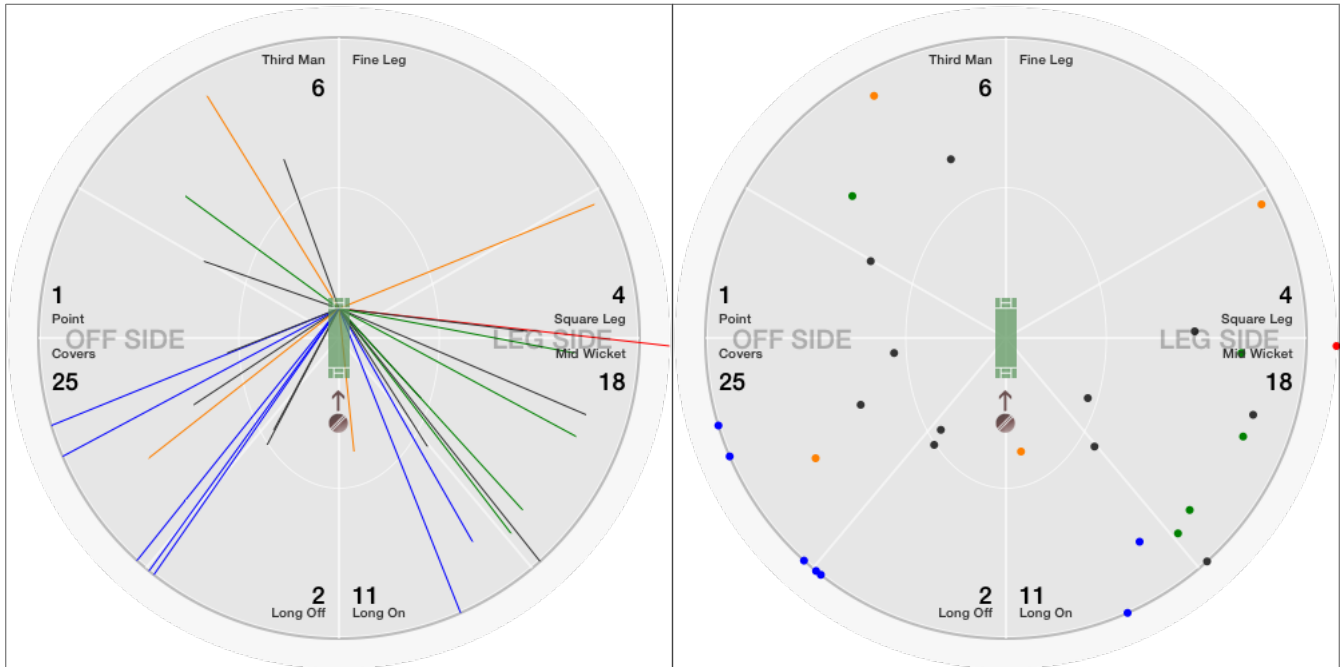 Third Man
Fine Leg
6
1
Point
OFF SIDE
Covers
25
4
Square Leg
LEG SIDE
Mid Wicket
18
2
Long Off
11
Long On
Third Man
Fine Leg
6
1
Point
OFF SIDE
Covers
25
4
Square Leg
LEG SIDE
Mid Wicket
18
2
Long Off
11
Long On